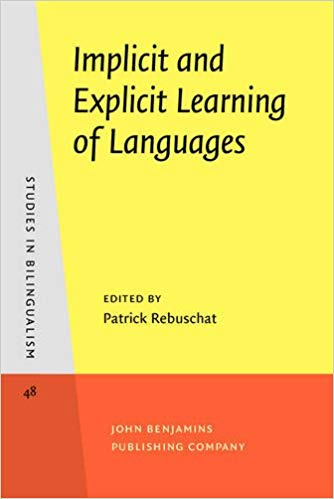 Implicit and
Explicit Learning
of Languages
STUDIES IN BILINGUALISM
EDITED BY
Patrick Rebuschat
48
JOHN BENJAMINS
PUBLISHING COMPANY